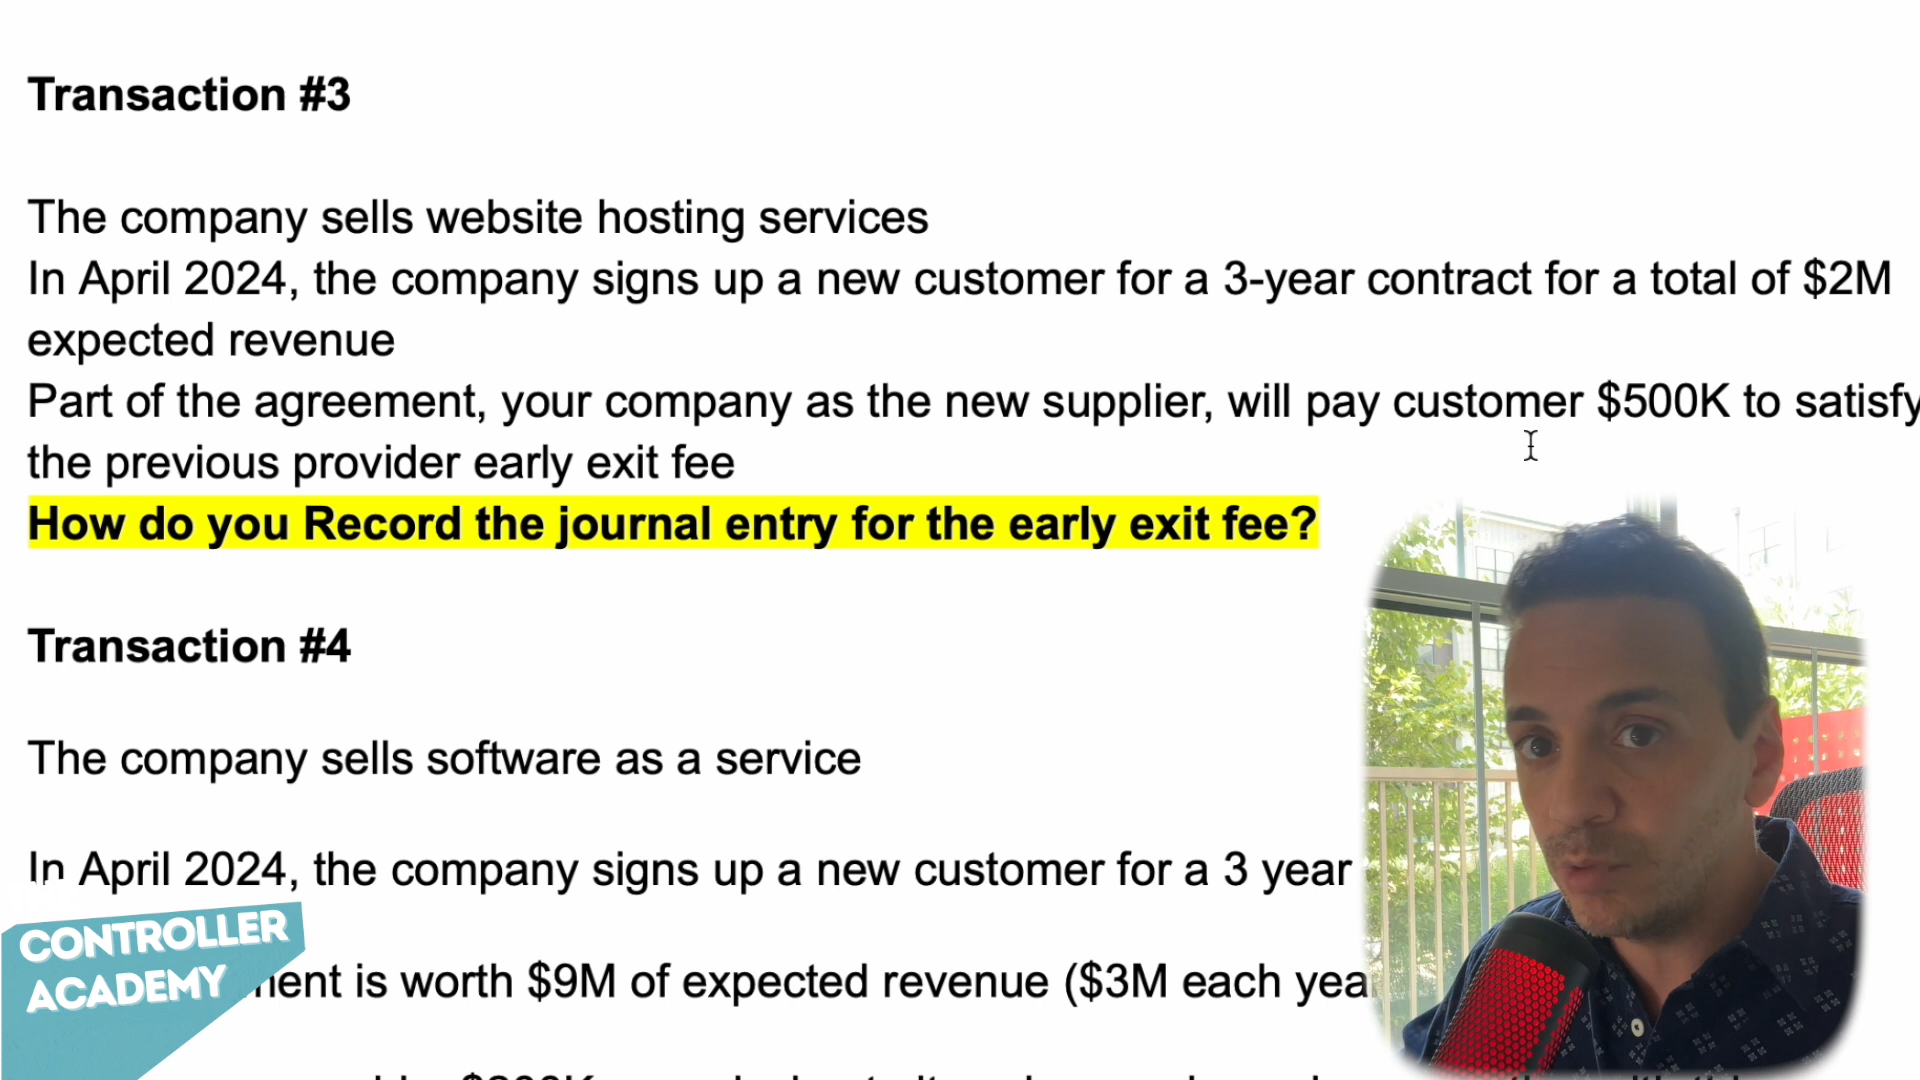 Transaction #3
The company sells website hosting services
In April 2024, the company signs up a new customer for a 3-year contract for a total of $2M
expected revenue
Part of the agreement, your company as the new supplier, will pay customer $500K to satisfy
the previous provider early exit fee
How do you Record the journal entry for the early exit fee?
Transaction #4
The company sells software as a service
In April 2024, the company signs up a new customer for a 3 year
is worth $9M of expected revenue ($3M each
CONTROLLER
ACADEMY